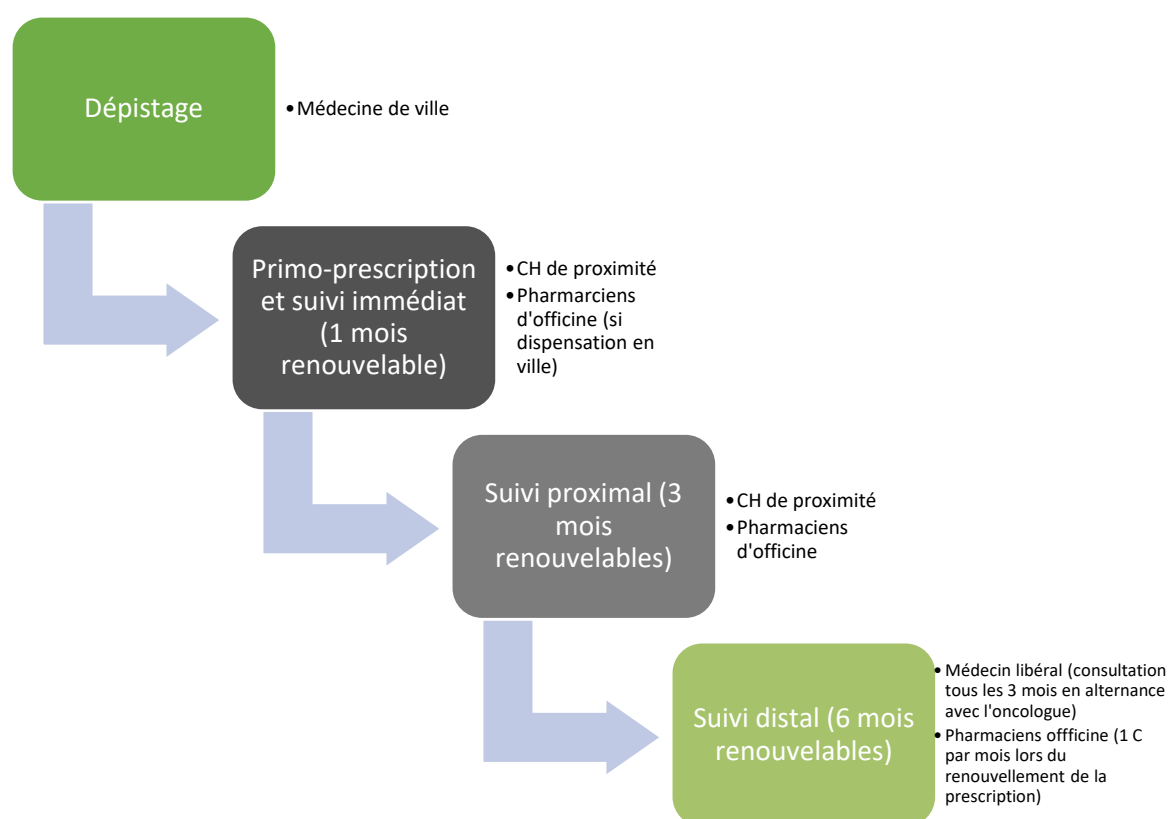 Dépistage
•Médecine de ville
Primo-prescription
et suivi immédiat
(1 mois
renouvelable)
•CH de proximité
•Pharmarciens
d'officine (si
dispensation en
ville)
Suivi proximal (3
mois
renouvelables)
•CH de proximité
•Pharmaciens
d'officine
Suivi distal (6 mois
renouvelables)
•Médecin libéral (consultation
tous les 3 mois en alternance
avec l'oncologue)
•Pharmaciens offficine (1 C
par mois lors du
renouvellement de la
prescription)